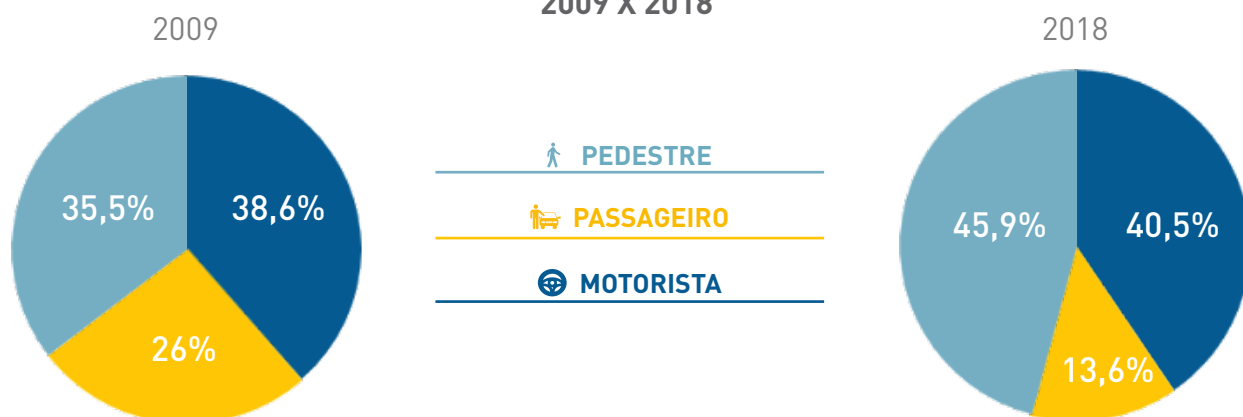 2009 X 2018
2009
2018
35,5%
38,6%
26%
PEDESTRE
PASSAGEIRO
MOTORISTA
45,9%
40,5%
13,6%